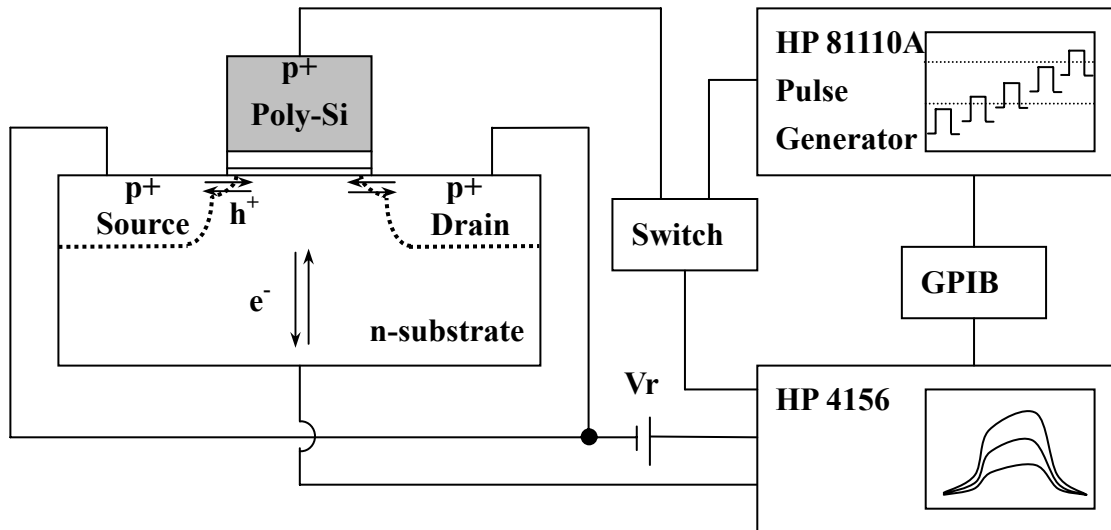 p+
Poly-Si
p+
Source
h+
p+
Drain
e-
n-substrate
Switch
HP 81110A
Pulse
Generator
GPIB
Vr
HP 4156